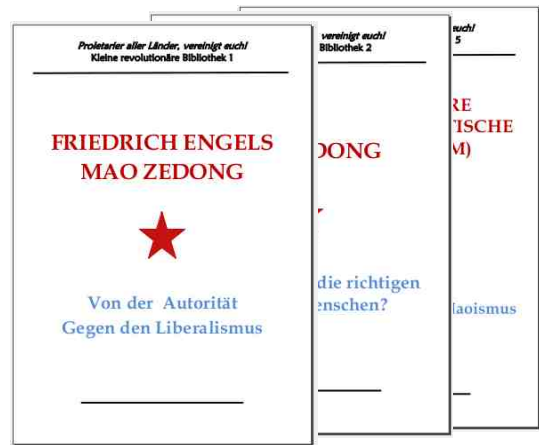 Proletarier aller Länder, vereinigt euch!
Kleine revolutionäre Bibliothek 1
FRIEDRICH ENGELS
MAO ZEDONG
Von der Autorität
Gegen den Liberalismus
vereinigt euch!
Bibliothek 2
DONG
die richtigen
enschen?
euch!
5
RE
TISCHE
M)
Maoismus